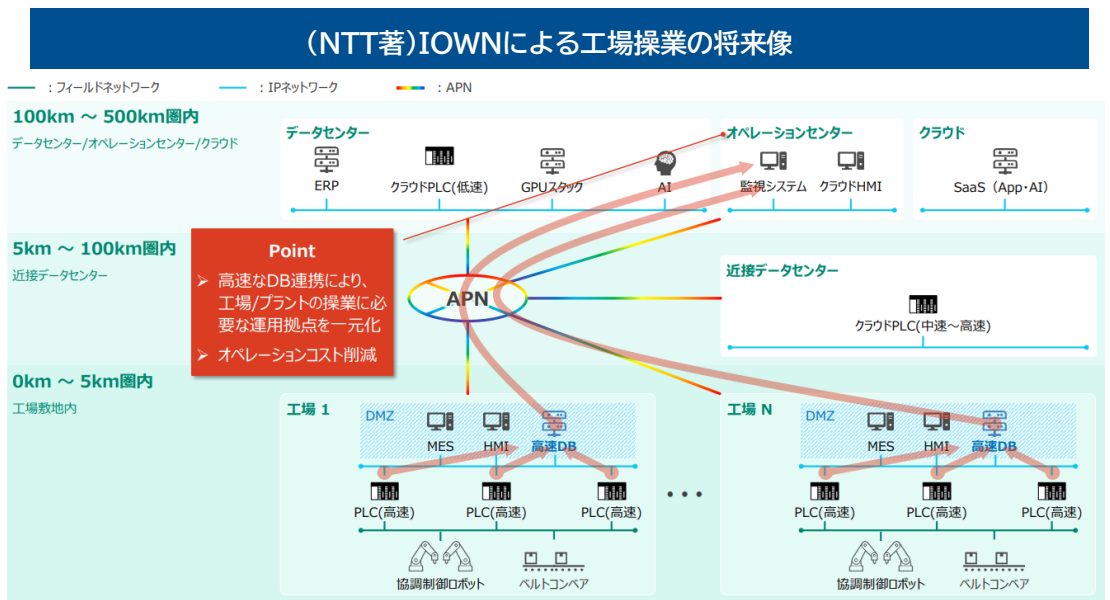 (NTT著)IOWNによる工場操業の将来像
：フィールドネットワーク
：IPネットワーク
：APN
100km ～ 500km圏内
データセンター/オペレーションセンター/クラウド
データセンター
ERP
クラウドPLC(低速)
GPUスタック
AI
オペレーションセンター
監視システム
クラウドHMI
クラウド
SaaS（App・AI）
5km ～ 100km圏内
近接データセンター
Point
➢ 高速なDB連携により、
工場/プラントの操業に必
要な運用拠点を一元化
➢ オペレーションコスト削減
APN
近接データセンター
クラウドPLC(中速～高速)
0km ～ 5km圏内
工場敷地内
工場 1
DMZ
MES
HMI
高速DB
PLC(高速)
PLC(高速)
PLC(高速)
協調制御ロボット
ベルトコンベア
・・・
工場 N
DMZ
MES
HMI
高速DB
PLC(高速)
PLC(高速)
PLC(高速)
協調制御ロボット
ベルトコンベア